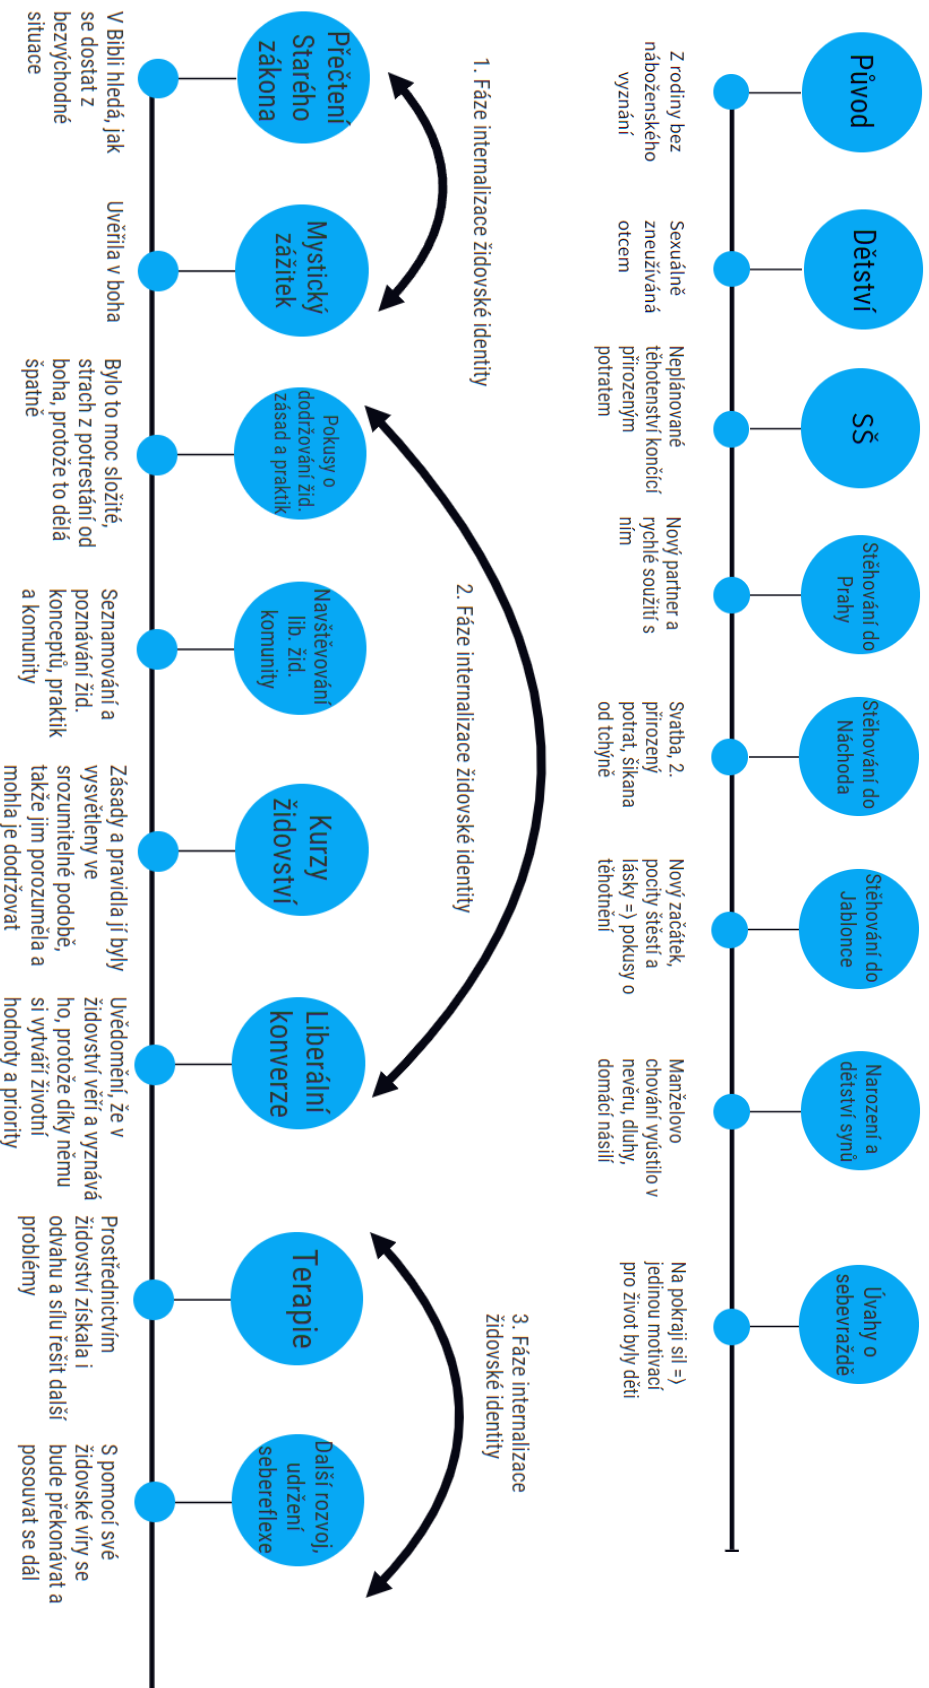 Původ
Z rodiny bez
náboženského
vyznání
Dětství
Sexuálně
zneužíváná
otcem
SŠ
Neplánované
těhotenství končící
přirozeným
potratem
Stěhování do
Prahy
Nový partner a
rychlé soužití s
ním
Stěhování do
Náchoda
Svatba, 2.
přirozený
potrat, šikana
od tchýně
Stěhování do
Jablonce
Nový začátek,
pocity štěstí a
lásky =) pokusy o
těhotnění
Narození a
dětství synů
Manželovo
chování vyústilo v
nevěru, dluhy,
domácí násilí
Úvahy o
sebevraždě
Na pokraji sil =)
jedinou motivací
pro život byly děti
1. Fáze internalizace židovské identity
2. Fáze internalizace židovské identity
3. Fáze internalizace
židovské identity
Přečtení
Starého
zákona
V Bibli hledá, jak
se dostat z
bezvýchodné
situace
Mystický
zážitek
Uvěřila v boha
Pokusy o
dodržování žid.
zásad a praktik
Bylo to moc složité,
strach z potrestání od
boha, protože to dělá
špatně
Navštěvování
lib. žid.
komunity
Seznamování a
poznávání žid.
konceptů, praktik
a komunity
Kurzy
židovství
Zásady a pravidla jí byly
vysvětleny ve
srozumitelné podobě,
takže jim porozuměla a
mohla je dodržovat
Liberální
konverze
Uvědomění, že v
židovství věří a vyznává
ho, protože díky němu
si vytváří životní
hodnoty a priority
Terapie
Prostřednictvím
židovství získala i
odvahu a sílu řešit další
problémy
Další rozvoj,
udržení
sebereflexe
S pomocí své
židovské víry se
bude překonávat a
posouvat se dál